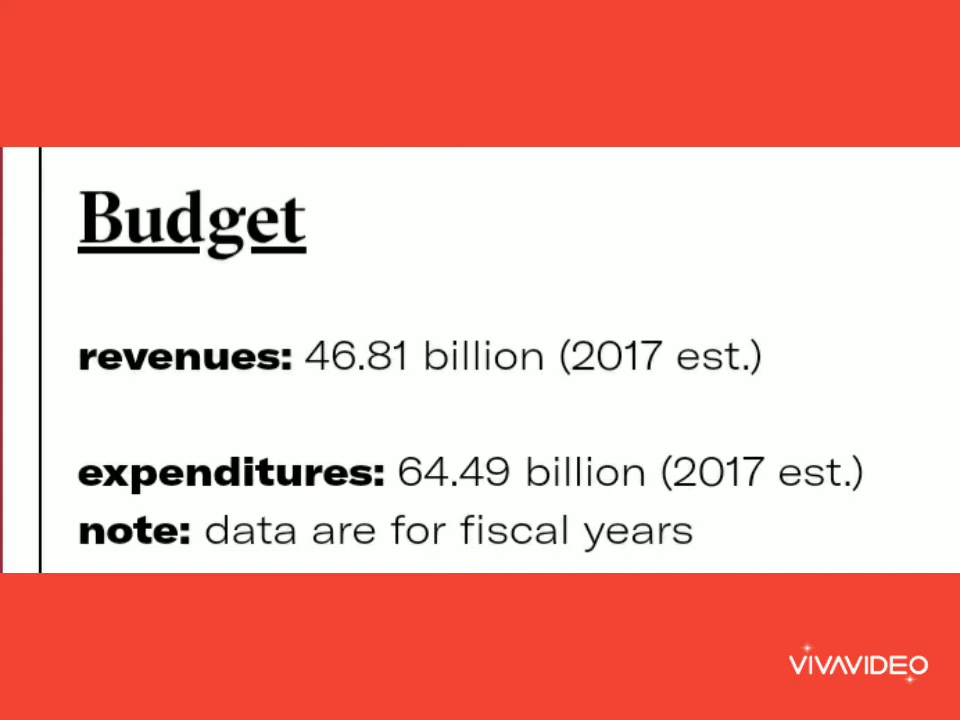 Budget
revenues: 46.81 billion (2017 est.)
expenditures: 64.49 billion (2017 est.)
note: data are for fiscal years
VIVAVIDEO